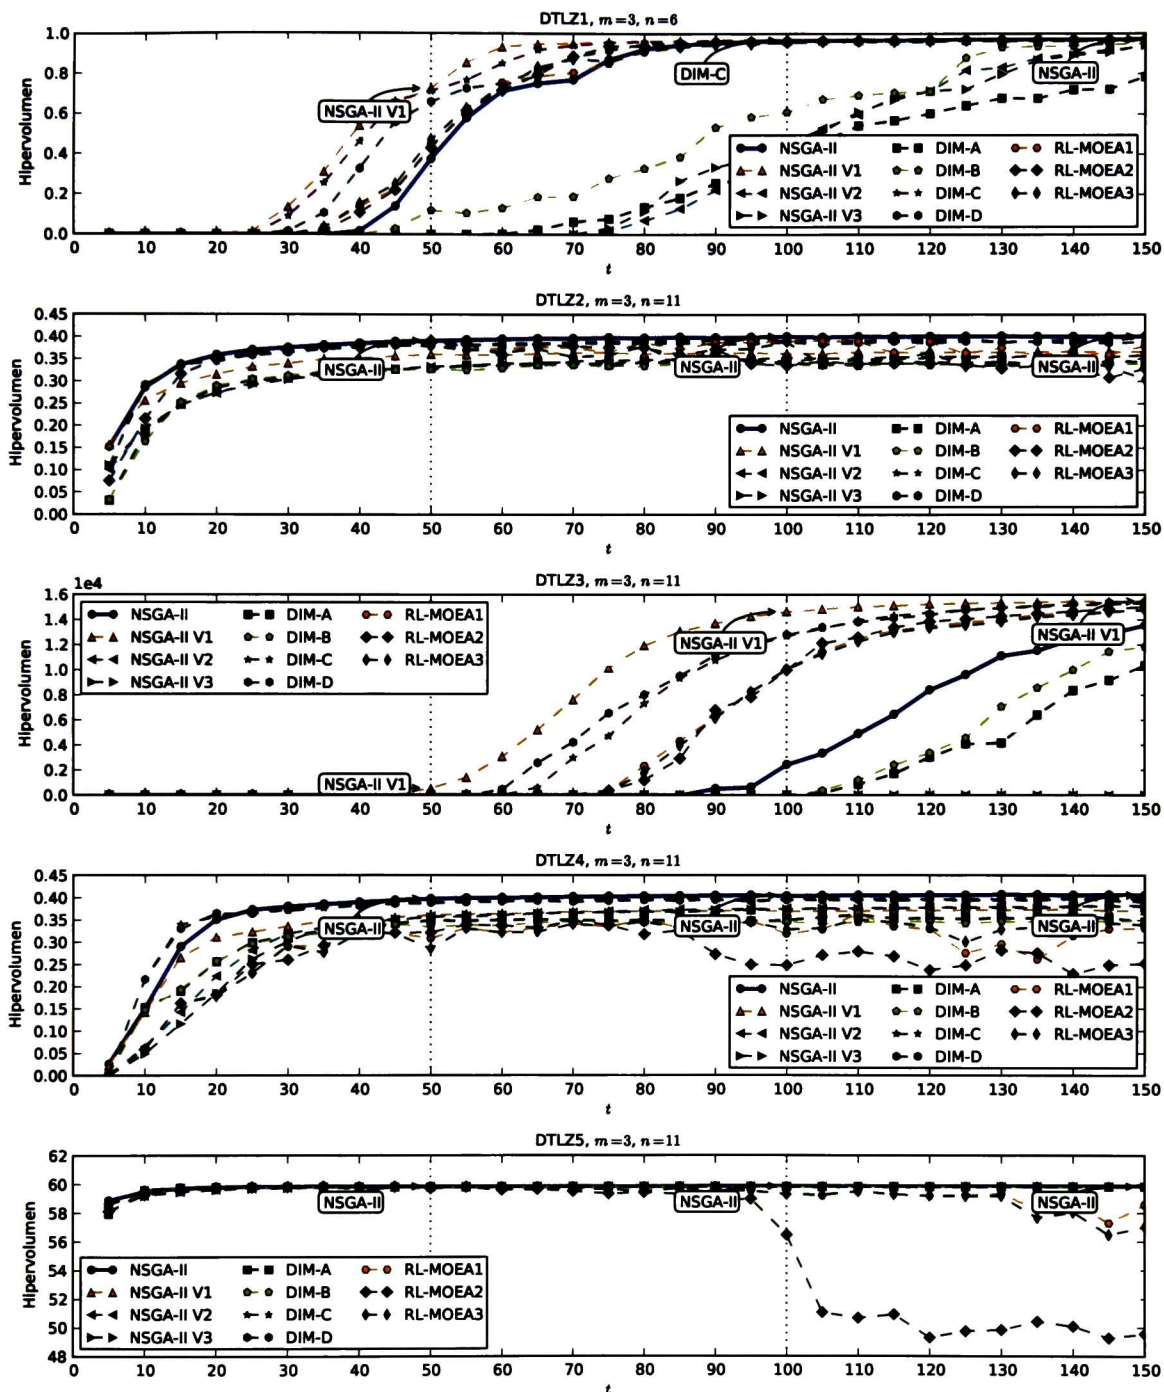 DTLZ1, m=3, n=6
1.0
0.8
0.6
0.4
0.2
0.0
Hipervolumen
NSGA-II V1
DIM-C
NSGA-II
NSGA-II DIM-A RL-MOEA1
NSGA-II V1 DIM-B RL-MOEA2
NSGA-II V2 DIM-C RL-MOEA3
NSGA-II V3 DIM-D
0 10 20 30 40 50 60 70 80 90 100 110 120 130 140 150
t
DTLZ2, m=3, n=11
0.45
0.40
0.35
0.30
0.25
0.20
0.15
0.10
0.05
0.00
Hipervolumen
NSGA-II NSGA-II NSGA-II
NSGA-II DIM-A RL-MOEA1
NSGA-II V1 DIM-B RL-MOEA2
NSGA-II V2 DIM-C RL-MOEA3
NSGA-II V3 DIM-D
0 10 20 30 40 50 60 70 80 90 100 110 120 130 140 150
t
DTLZ3, m=3, n=11
1e4
1.6
1.4
1.2
1.0
0.8
0.6
0.4
0.2
0.0
Hipervolumen
NSGA-II DIM-A RL-MOEA1
NSGA-II V1 DIM-B RL-MOEA2
NSGA-II V2 DIM-C RL-MOEA3
NSGA-II V3 DIM-D
NSGA-II V1 NSGA-II V1
NSGA-II V1
0 10 20 30 40 50 60 70 80 90 100 110 120 130 140 150
t
DTLZ4, m=3, n=11
0.45
0.40
0.35
0.30
0.25
0.20
0.15
0.10
0.05
0.00
Hipervolumen
NSGA-II NSGA-II NSGA-II
NSGA-II DIM-A RL-MOEA1
NSGA-II V1 DIM-B RL-MOEA2
NSGA-II V2 DIM-C RL-MOEA3
NSGA-II V3 DIM-D
0 10 20 30 40 50 60 70 80 90 100 110 120 130 140 150
t
DTLZ5, m=3, n=11
62
60
58
56
54
52
50
48
Hipervolumen
NSGA-II NSGA-II NSGA-II
NSGA-II DIM-A RL-MOEA1
NSGA-II V1 DIM-B RL-MOEA2
NSGA-II V2 DIM-C RL-MOEA3
NSGA-II V3 DIM-D
0 10 20 30 40 50 60 70 80 90 100 110 120 130 140 150
t